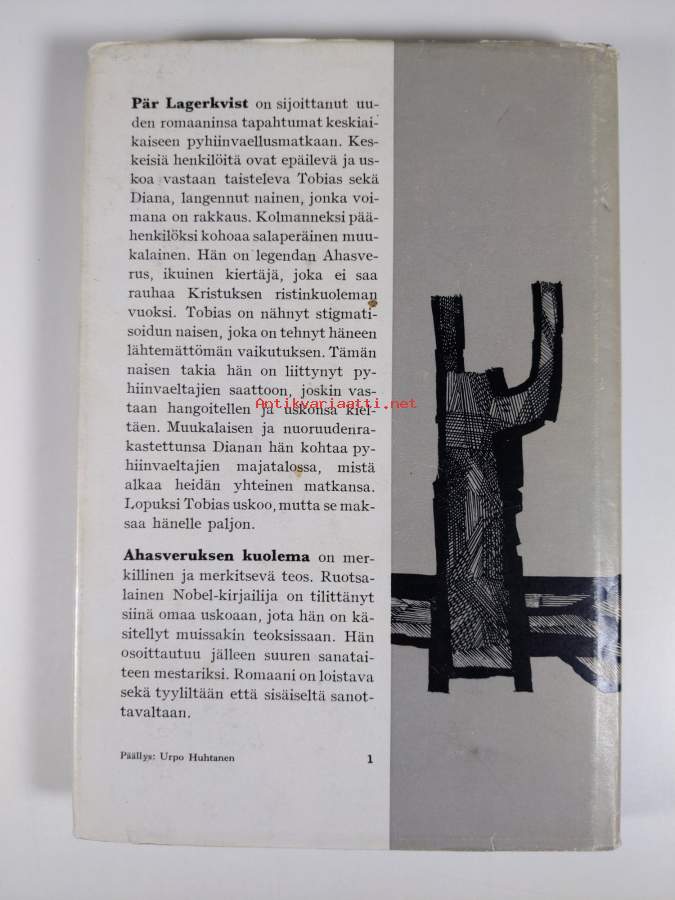 Pär Lagerkvist on sijoittanut uu-
den romaaninsa tapahtumat keskiai-
kaiseen pyhiinvaellusmatkaan. Kes-
keisiä henkilöitä ovat epäilevä ja us-
koa vastaan taisteleva Tobias sekä
Diana, langennut nainen, jonka voi-
mana on rakkaus. Kolmanneksi pää-
henkilöksi kohoaa salaperäinen muu-
kalainen. Hän on legendan Ahasve-
rus, ikuinen kiertäjä, joka ei saa
rauhaa Kristuksen ristinkuoleman
vuoksi. Tobias on nähnyt stigmati-
soidun naisen, joka on tehnyt häneen
lähtemättömän vaikutuksen. Tämän
naisen takia hän on liittynyt py-
hiinvaeltajien saattoon, joskin vas-
taan hangoitellen ja uskonsa kiel-
täen. Muukalaisen ja nuoruudenra-
kastettunsa Dianan hän kohtaa py-
hiinvaeltajien majatalossa, mistä
alkaa heidän yhteinen matkansa.
Lopuksi Tobias uskoo, mutta se mak-
saa hänelle paljon.
Ahasveruksen kuolema on mer-
killinen ja merkitsevä teos. Ruotsa-
lainen Nobel-kirjailija on tilittänyt
siinä omaa uskoaan, jota hän on kä-
sitellyt muissakin teoksissaan. Hän
osoittautuu jälleen suuren sanatai-
teen mestariksi. Romaani on loistava
sekä tyyliltään että sisäiseltä sanot-
tavaltaan.
Päällys: Urpo Huhtanen 1
Antikvariaatti.net